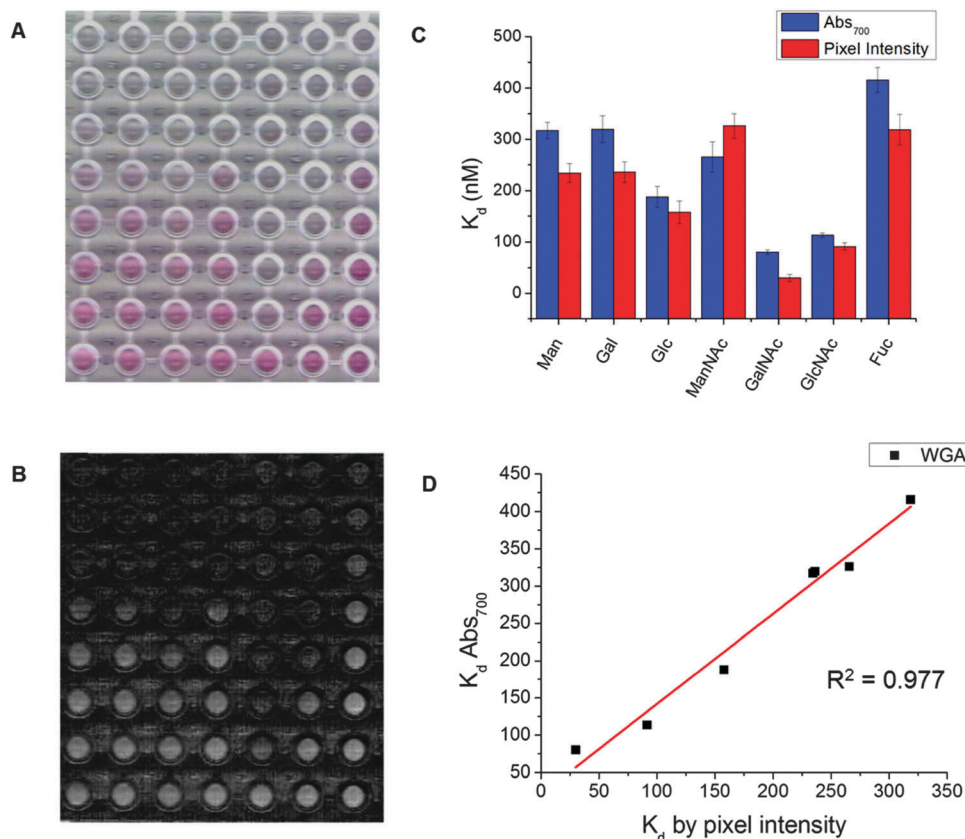 A
C
Abs700
Pixel Intensity
500
400
300
200
100
0
Kd (nM)
Man
Gal
Glc
ManNAc
GalNAc
GlcNAc
Fuc
B
D
WGA
450
400
350
300
250
200
150
100
50
Kd Abs700
R2 = 0.977
0
50
100
150
200
250
300
350
Kd by pixel intensity